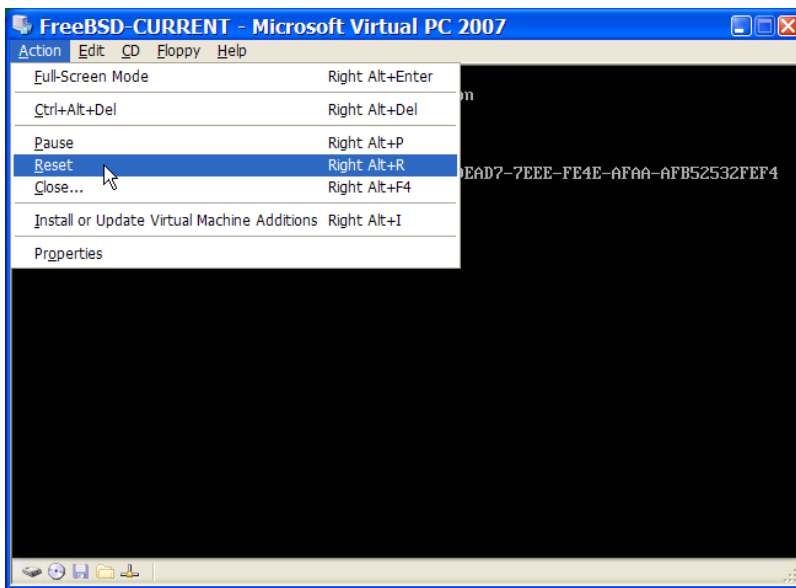 FreeBSD-CURRENT - Microsoft Virtual PC 2007
Action Edit CD Floppy Help
Full-Screen Mode Right Alt+Enter
Ctrl+Alt+Del Right Alt+Del
Pause Right Alt+P
Reset Right Alt+R
Close... Right Alt+F4
Install or Update Virtual Machine Additions Right Alt+I
Properties
on
EAD7-7EEE-FE4E-AFAA-AFB52532FEF4